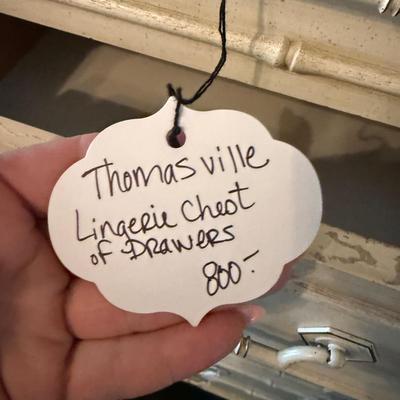 Thomasville
Lingerie Chest
of Drawers
800.-